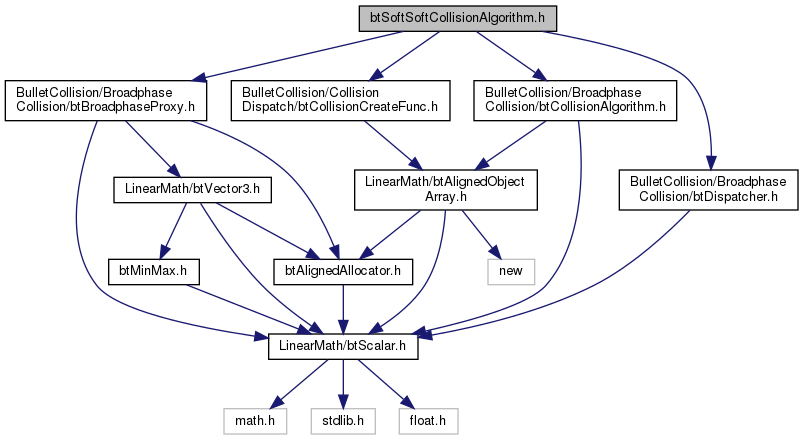 btSoftSoftCollisionAlgorithm.h
BulletCollision/Broadphase
Collision/btBroadphaseProxy.h
BulletCollision/Collision
Dispatch/btCollisionCreateFunc.h
BulletCollision/Broadphase
Collision/btCollisionAlgorithm.h
LinearMath/btVector3.h
LinearMath/btAlignedObject
Array.h
BulletCollision/Broadphase
Collision/btDispatcher.h
btMinMax.h
btAlignedAllocator.h
new
LinearMath/btScalar.h
math.h
stdlib.h
float.h